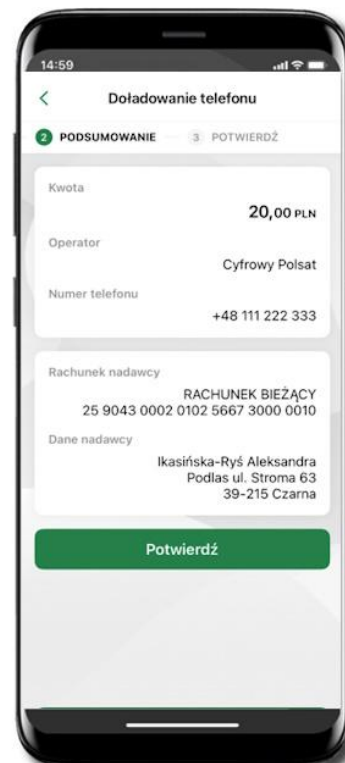 14:59
Doładowanie telefonu
2 PODSUMOWANIE 3 POTWIERDŹ
Kwota
20,00 PLN
Operator
Cyfrowy Polsat
Numer telefonu
+48 111 222 333
Rachunek nadawcy
RACHUNEK BIEŻĄCY
25 9043 0002 0102 5667 3000 0010
Dane nadawcy
Ikasińska-Ryś Aleksandra
Podlas ul. Stroma 63
39-215 Czarna
Potwierdź